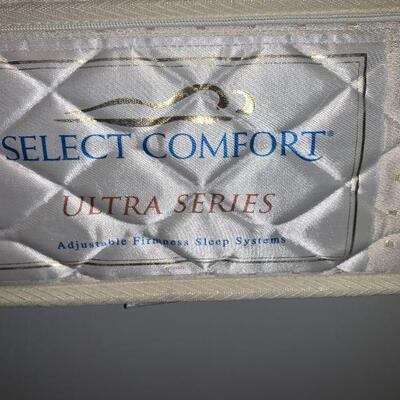 SELECT COMFORT®
ULTRA SERIES
Adjustable Firmness Sleep Systems